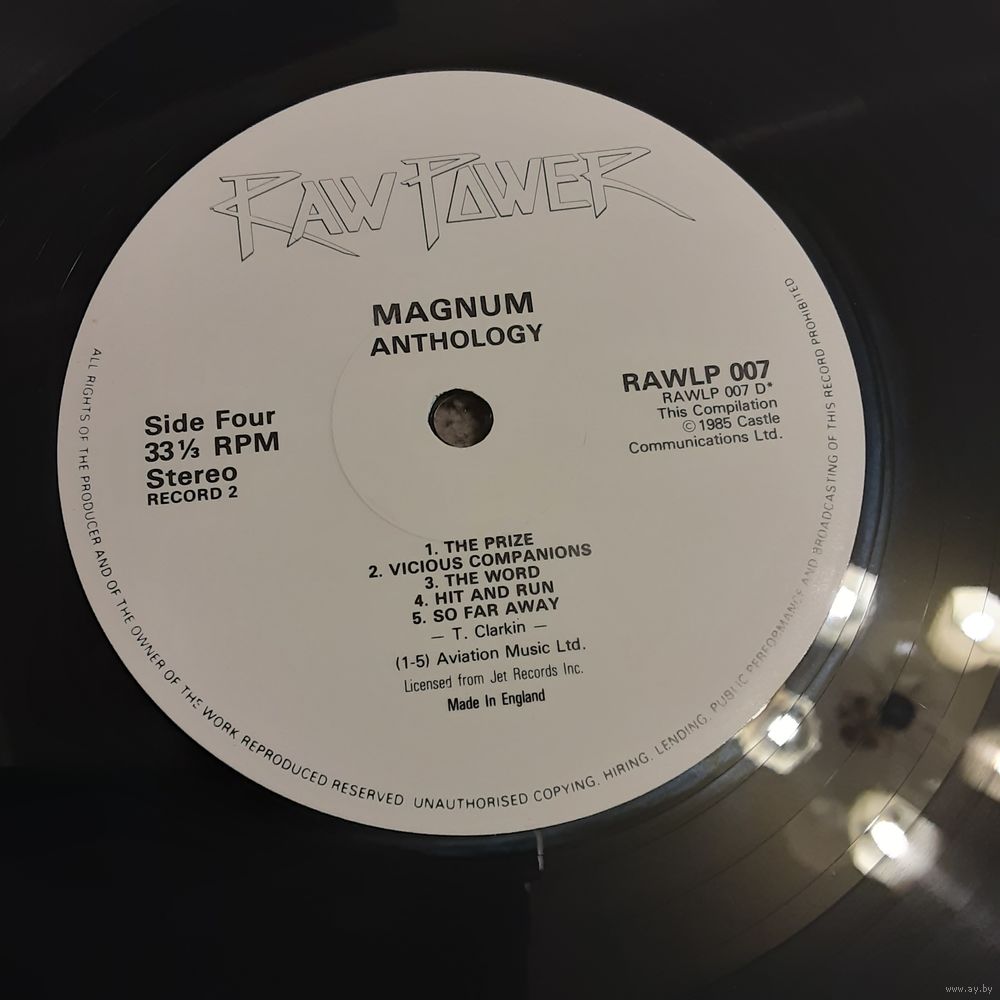 RAW POWER
MAGNUM
ANTHOLOGY
Side Four
33⅓ RPM
Stereo
RECORD 2
RAWLP 007
RAWLP 007 D*
This Compilation
© 1985 Castle
Communications Ltd.
1. THE PRIZE
2. VICIOUS COMPANIONS
3. THE WORD
4. HIT AND RUN
5. SO FAR AWAY
— T. Clarkin —
(1-5) Aviation Music Ltd.
Licensed from Jet Records Inc.
Made In England
ALL RIGHTS OF THE PRODUCER AND OF THE OWNER OF THE WORK REPRODUCED RESERVED UNAUTHORISED COPYING, HIRING, LENDING, PUBLIC PERFORMANCE AND BROADCASTING OF THIS RECORD PROHIBITED
www.ay.by